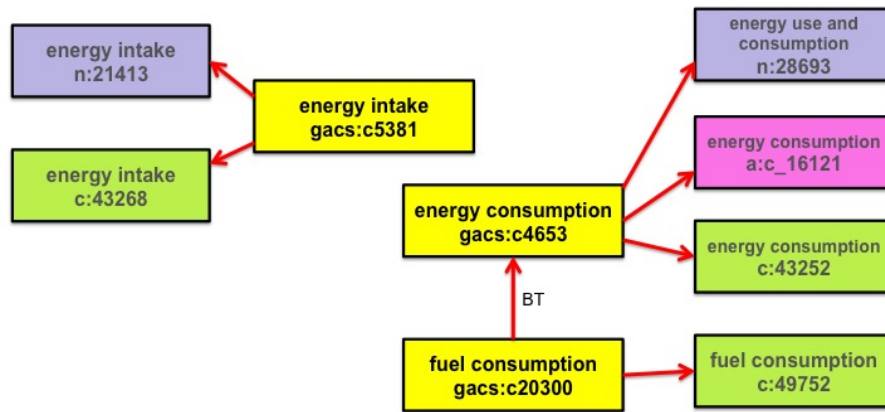 energy intake
n:21413
energy intake
gacs:c5381
energy intake
c:43268
energy use and
consumption
n:28693
energy consumption
a:c_16121
energy consumption
gacs:c4653
energy consumption
c:43252
BT
fuel consumption
gacs:c20300
fuel consumption
c:49752